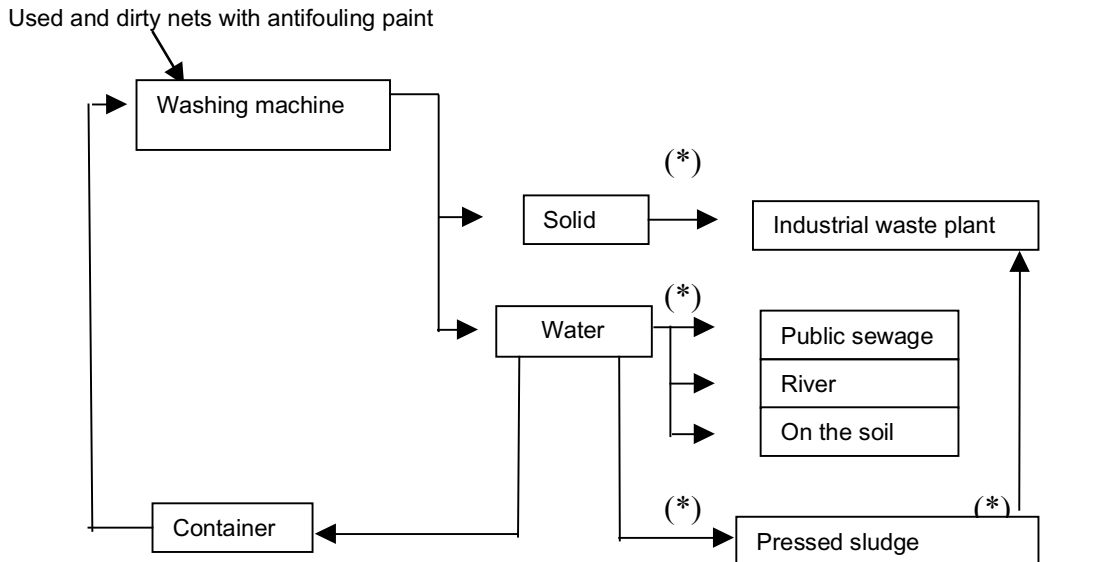 Used and dirty nets with antifouling paint
Washing machine
(*)
Solid
Industrial waste plant
(*)
Water
Public sewage
River
On the soil
(*)
(*)
Container
Pressed sludge